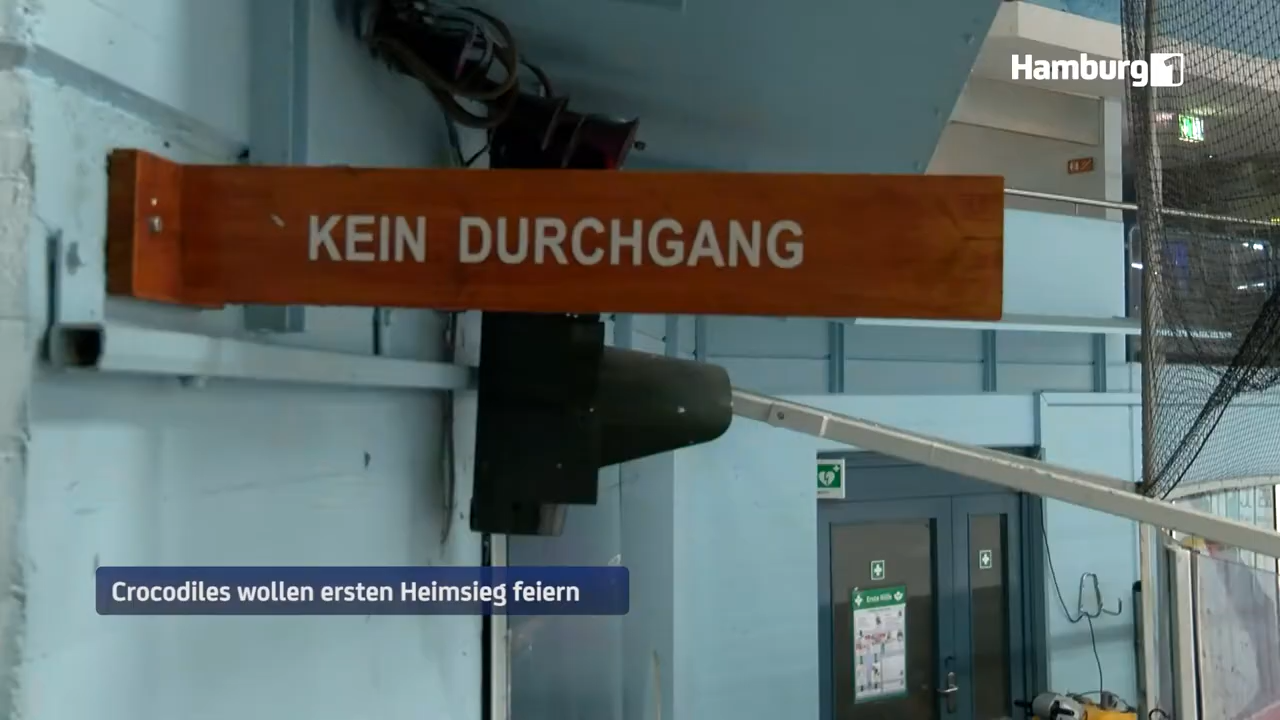 Hamburg 1
KEIN DURCHGANG
Crocodiles wollen ersten Heimsieg feiern
Erste Hilfe